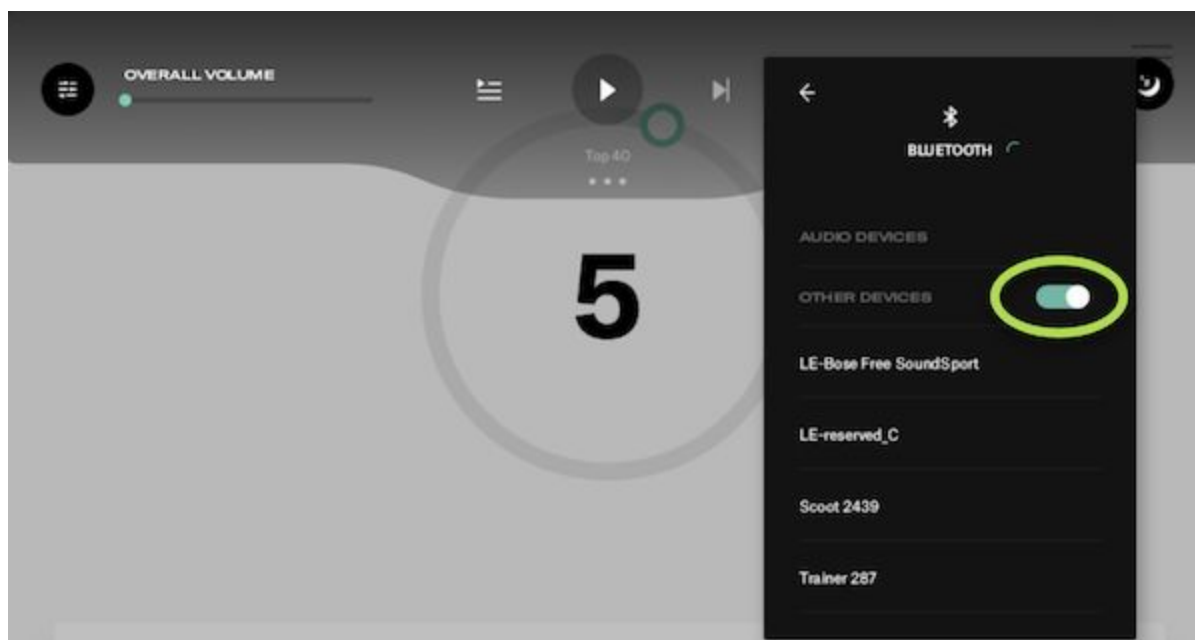 OVERALL VOLUME
Top 40
5
BLUETOOTH
AUDIO DEVICES
OTHER DEVICES
LE-Bose Free SoundSport
LE-reserved_C
Scoot 2439
Trainer 287